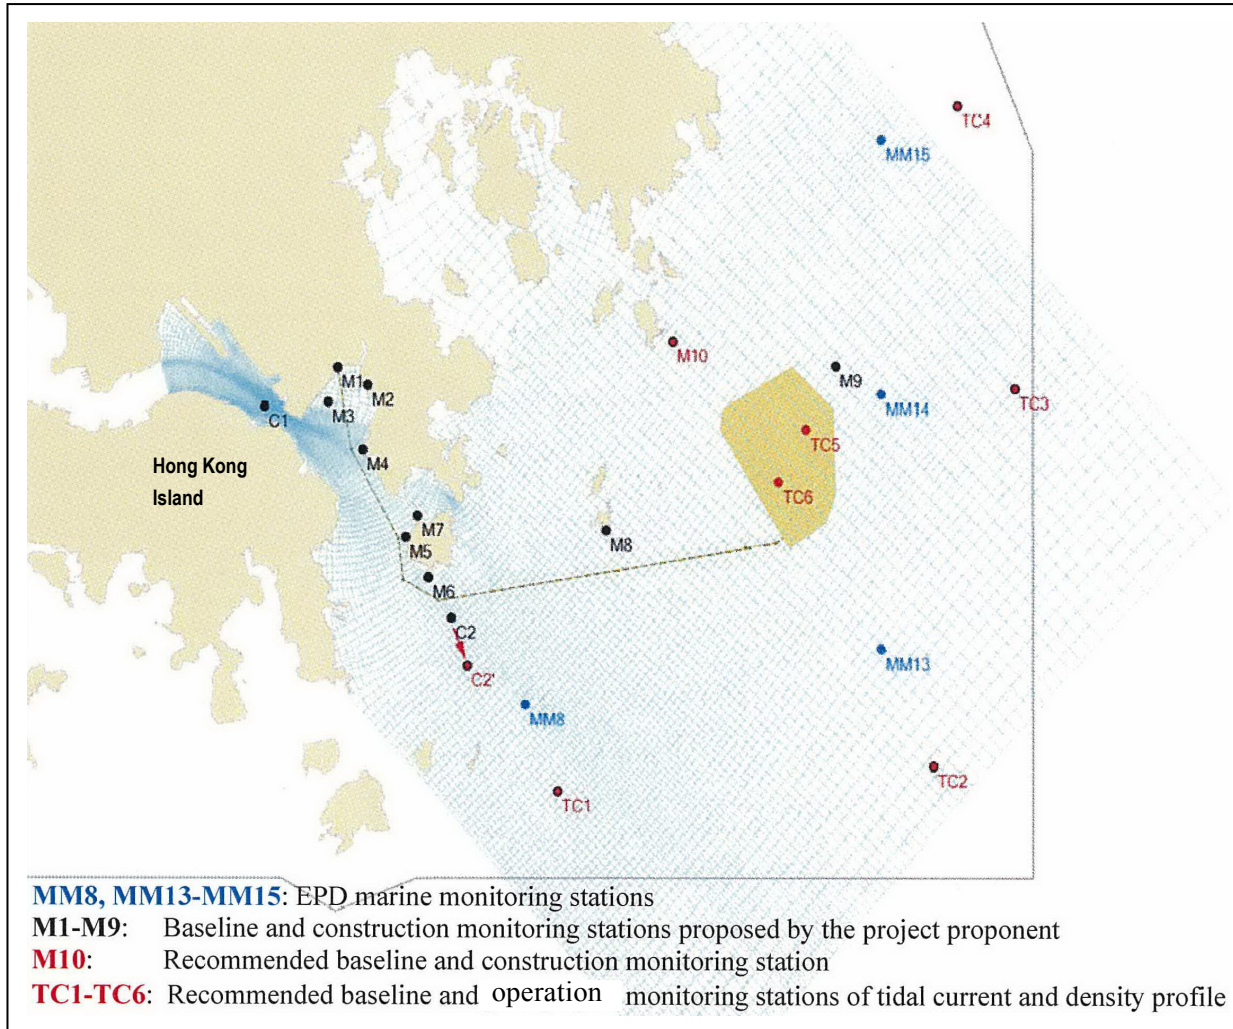 TC4
MM15
M10
M9
M1
M2
MM14
TC3
M3
C1
TC5
M4
Hong Kong
Island
TC6
M7
M8
M5
M6
C2
MM13
C2'
MM8
TC2
TC1
MM8, MM13-MM15: EPD marine monitoring stations
M1-M9: Baseline and construction monitoring stations proposed by the project proponent
M10: Recommended baseline and construction monitoring station
TC1-TC6: Recommended baseline and operation monitoring stations of tidal current and density profile